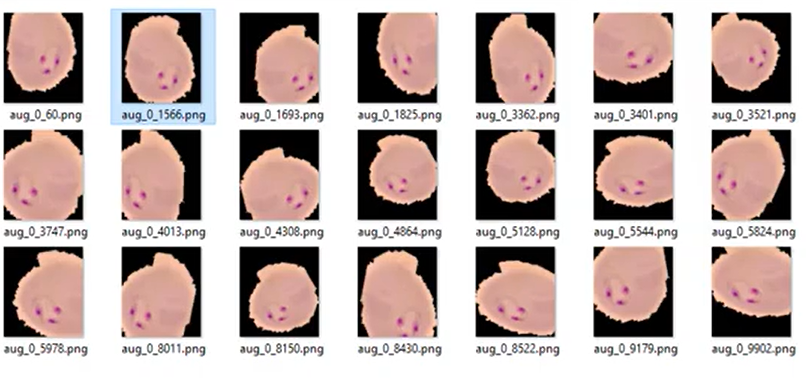 aug_0_60.png aug_0_1566.png aug_0_1693.png aug_0_1825.png aug_0_3362.png aug_0_3401.png aug_0_3521.png
aug_0_3747.png aug_0_4013.png aug_0_4308.png aug_0_4864.png aug_0_5128.png aug_0_5544.png aug_0_5824.png
aug_0_5978.png aug_0_8011.png aug_0_8150.png aug_0_8430.png aug_0_8522.png aug_0_9179.png aug_0_9902.png